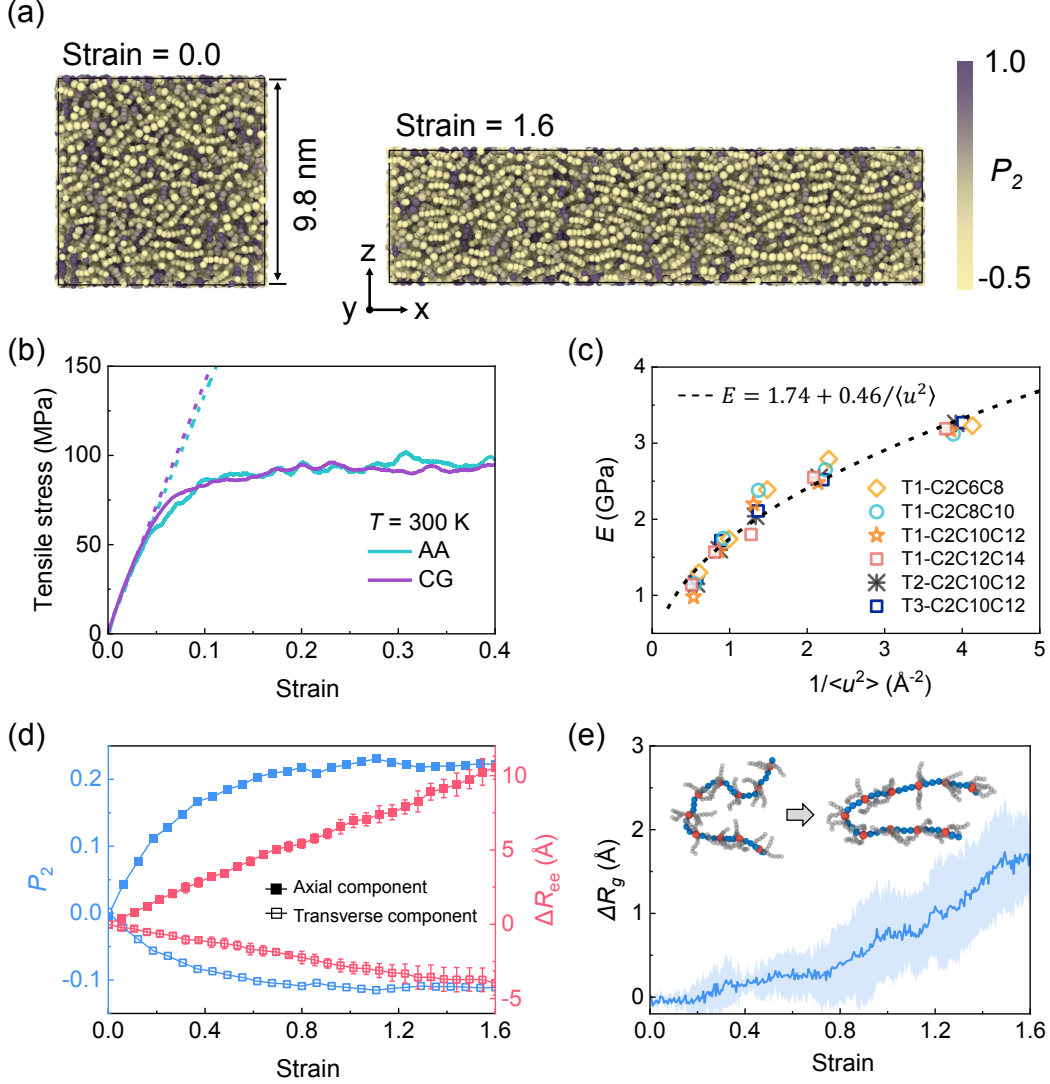 (a)
Strain = 0.0
9.8 nm
Strain = 1.6
z
y
x
1.0
P₂
-0.5
(b)
150
100
50
0
Tensile stress (MPa)
T = 300 K
AA
CG
0.0 0.1 0.2 0.3 0.4
Strain
(c)
4
3
2
1
E (GPa)
E = 1.74 + 0.46/⟨u²⟩
T1-C2C6C8
T1-C2C8C10
T1-C2C10C12
T1-C2C12C14
T2-C2C10C12
T3-C2C10C12
0 1 2 3 4 5
1/<u²> (Å⁻²)
(d)
0.2
0.1
0.0
-0.1
P₂
Axial component
Transverse component
10
5
0
-5
ΔRₑₑ (Å)
0.0 0.4 0.8 1.2 1.6
Strain
(e)
3
2
1
0
ΔR_g (Å)
0.0 0.4 0.8 1.2 1.6
Strain